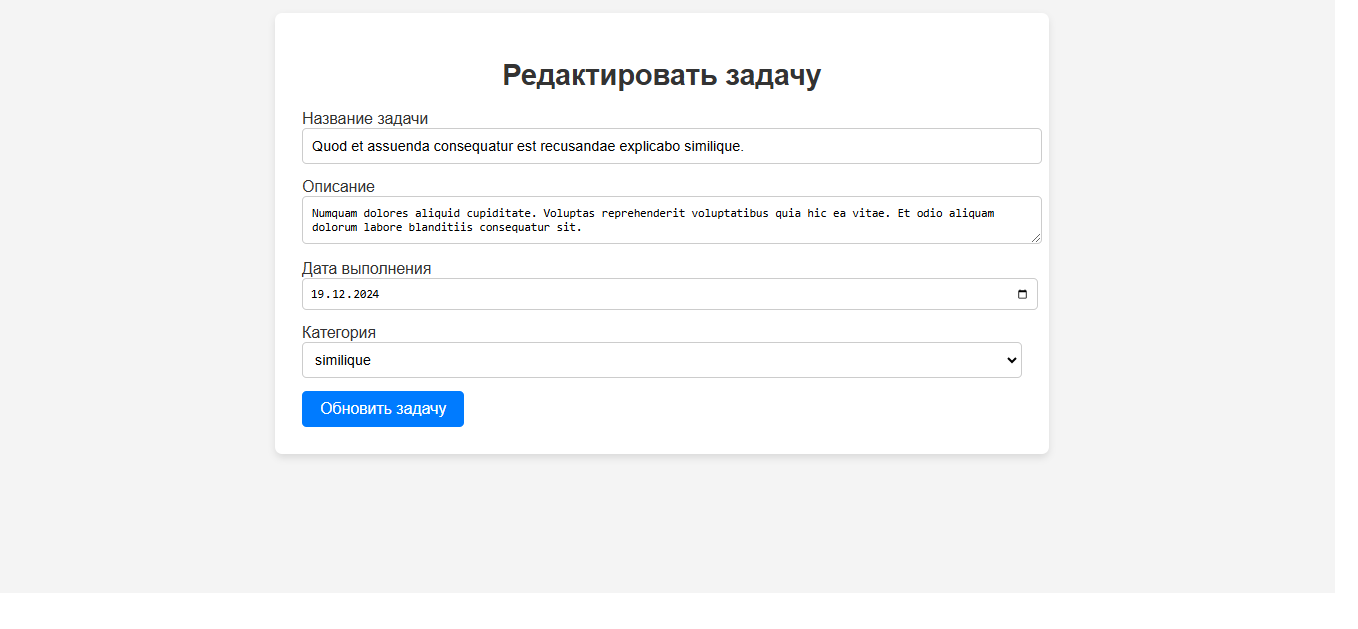 Редактировать задачу
Название задачи
Quod et assuenda consequatur est recusandae explicabo similique.
Описание
Numquam dolores aliquid cupiditate. Voluptas reprehenderit voluptatibus quia hic ea vitae. Et odio aliquam
dolorum labore blanditiis consequatur sit.
Дата выполнения
19.12.2024
Категория
similique
Обновить задачу